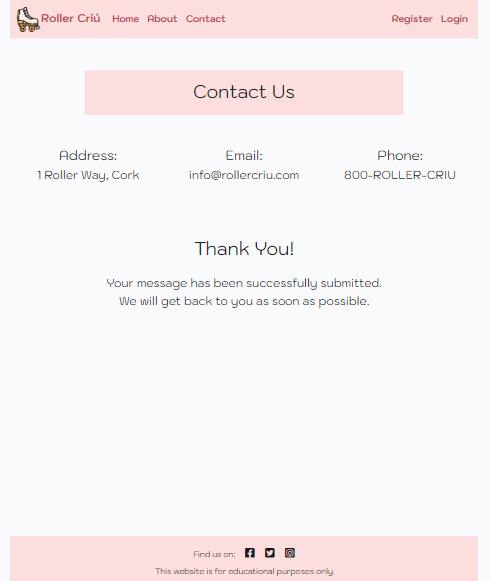 Roller Criú Home About Contact Register Login
Contact Us
Address: Email: Phone:
1 Roller Way, Cork info@rollercriu.com 800-ROLLER-CRIU
Thank You!
Your message has been successfully submitted.
We will get back to you as soon as possible.
Find us on:
This website is for educational purposes only